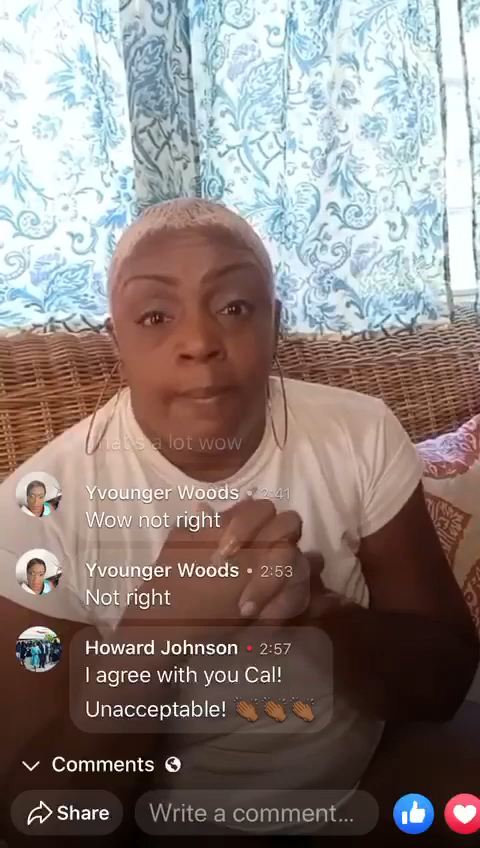 That's a lot wow
Yvounger Woods • 2:41
Wow not right
Yvounger Woods • 2:53
Not right
Howard Johnson • 2:57
I agree with you Cal!
Unacceptable! 👏🏾👏🏾👏🏾
Comments
Share
Write a comment...